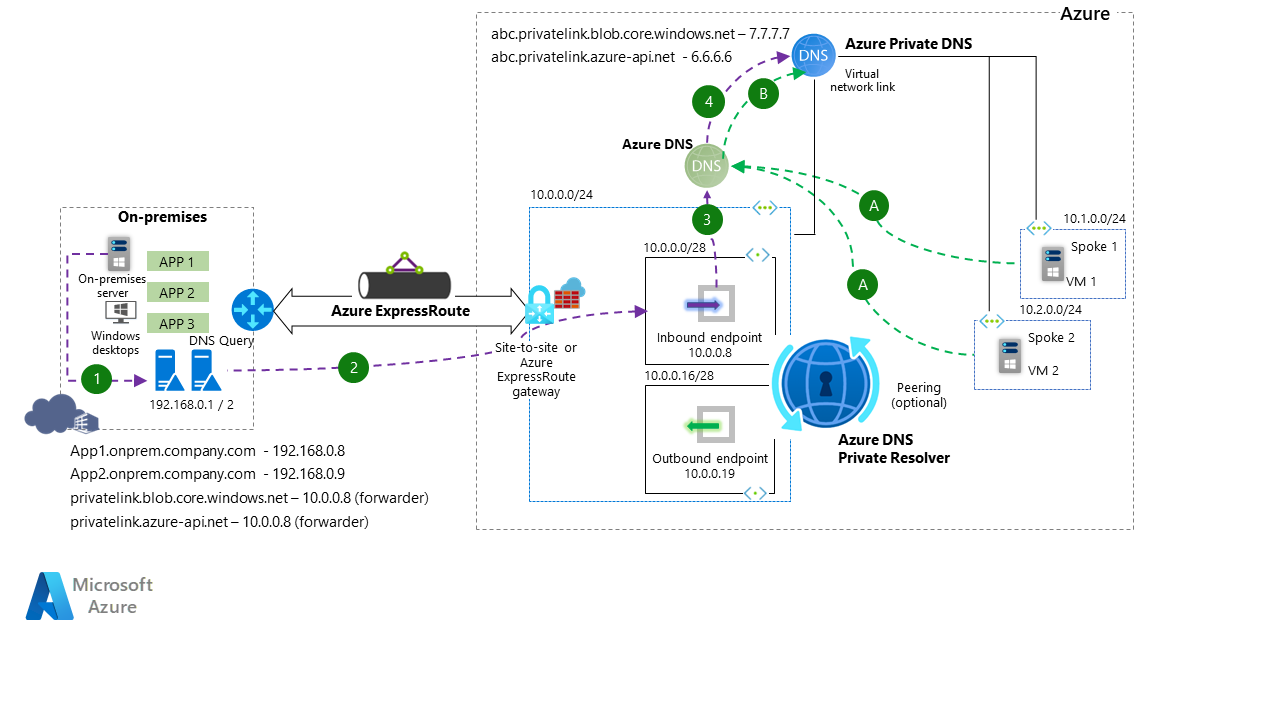 Azure
abc.privatelink.blob.core.windows.net – 7.7.7.7
abc.privatelink.azure-api.net - 6.6.6.6
DNS
Azure Private DNS
Virtual
network link
4
B
Azure DNS
DNS
10.0.0.0/24
3
A
A
On-premises
On-premises
server
APP 1
APP 2
APP 3
Windows
desktops
DNS Query
1
192.168.0.1 / 2
2
Azure ExpressRoute
Site-to-site or
Azure
ExpressRoute
gateway
10.0.0.0/28
Inbound endpoint
10.0.0.8
10.0.0.16/28
Outbound endpoint
10.0.0.19
Peering
(optional)
Azure DNS
Private Resolver
10.1.0.0/24
Spoke 1
VM 1
10.2.0.0/24
Spoke 2
VM 2
App1.onprem.company.com - 192.168.0.8
App2.onprem.company.com - 192.168.0.9
privatelink.blob.core.windows.net – 10.0.0.8 (forwarder)
privatelink.azure-api.net – 10.0.0.8 (forwarder)
Microsoft
Azure